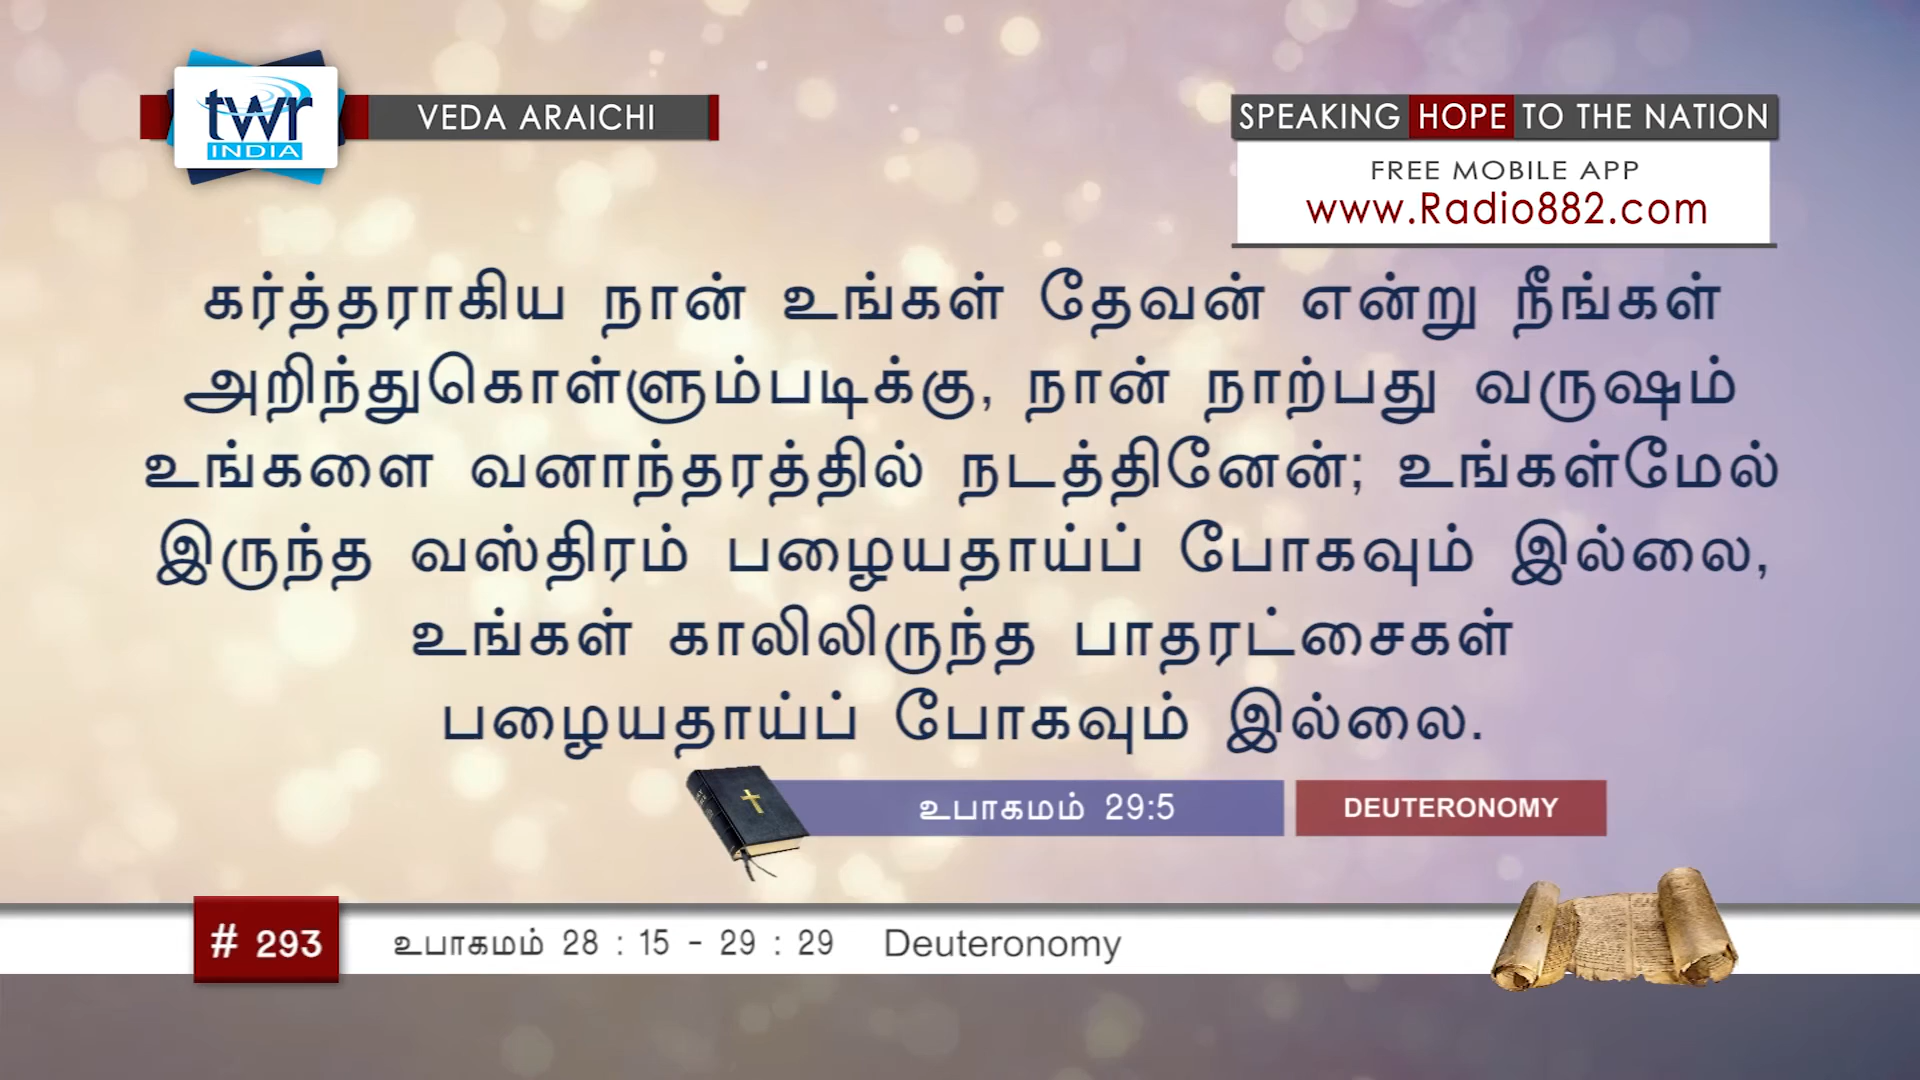 twr
INDIA
VEDA ARAICHI
SPEAKING HOPE TO THE NATION
FREE MOBILE APP
www.Radio882.com
கர்த்தராகிய நான் உங்கள் தேவன் என்று நீங்கள்
அறிந்துகொள்ளும்படிக்கு, நான் நாற்பது வருஷம்
உங்களை வனாந்தரத்தில் நடத்தினேன்; உங்கள்மேல்
இருந்த வஸ்திரம் பழையதாய்ப் போகவும் இல்லை,
உங்கள் காலிலிருந்த பாதரட்சைகள்
பழையதாய்ப் போகவும் இல்லை.
உபாகமம் 29:5
DEUTERONOMY
# 293
உபாகமம் 28 : 15 - 29 : 29 Deuteronomy